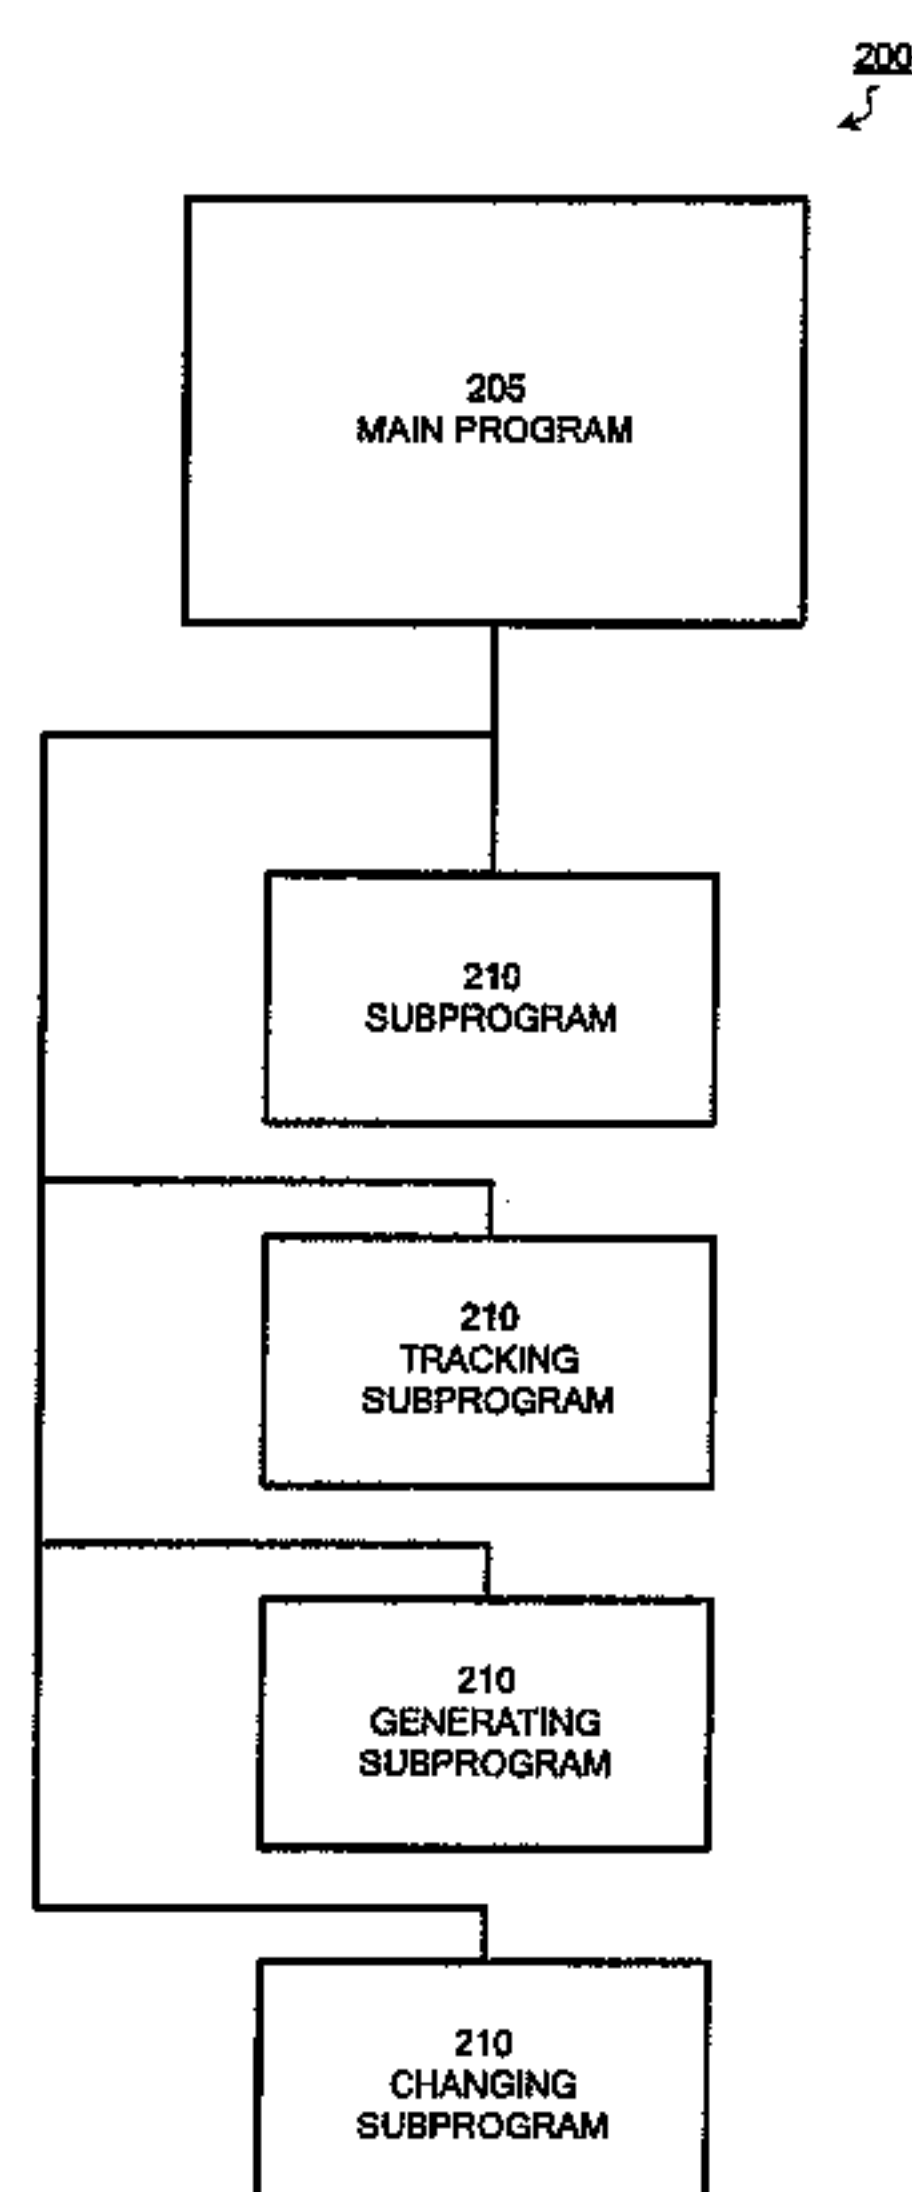 200
205
MAIN PROGRAM
210
SUBPROGRAM
210
TRACKING
SUBPROGRAM
210
GENERATING
SUBPROGRAM
210
CHANGING
SUBPROGRAM